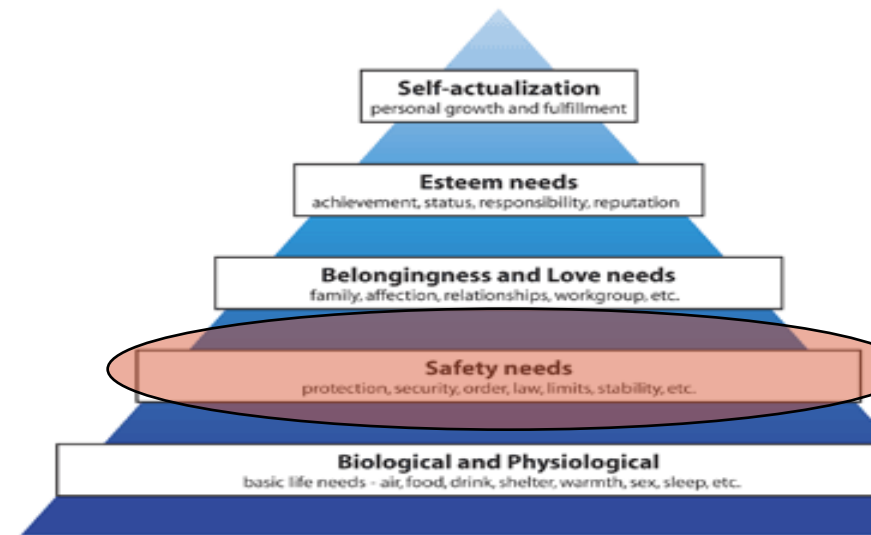 Self-actualization
personal growth and fulfillment
Esteem needs
achievement, status, responsibility, reputation
Belongingness and Love needs
family, affection, relationships, workgroup, etc.
Safety needs
protection, security, order, law, limits, stability, etc.
Biological and Physiological
basic life needs - air, food, drink, shelter, warmth, sex, sleep, etc.